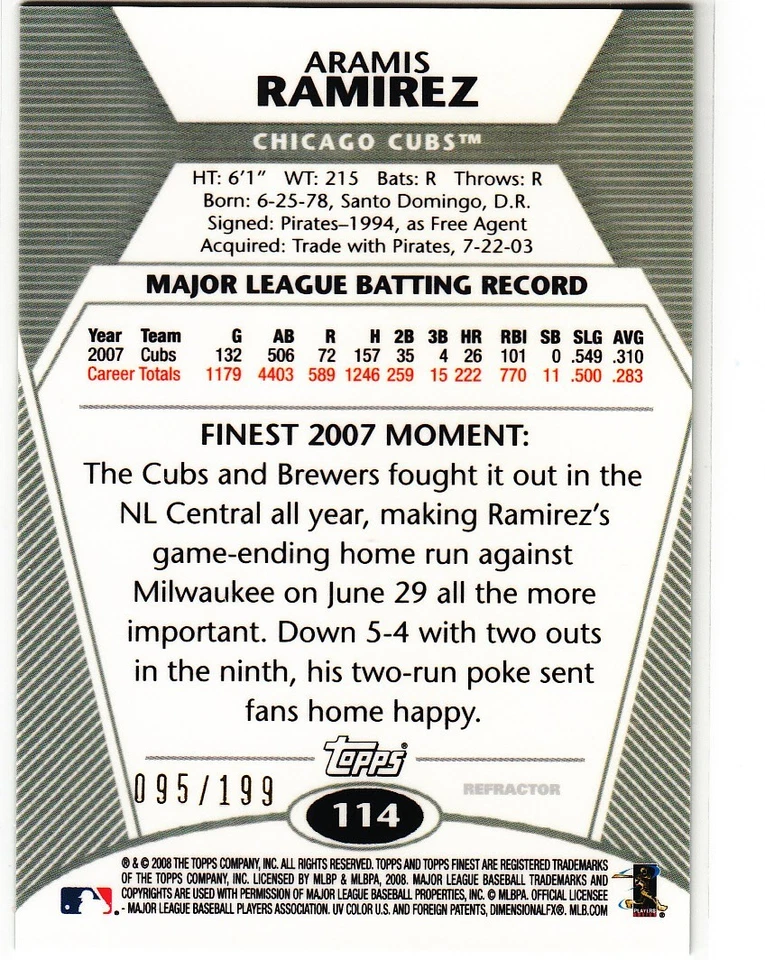 ARAMIS
RAMIREZ
CHICAGO CUBS™
HT: 6'1" WT: 215 Bats: R Throws: R
Born: 6-25-78, Santo Domingo, D.R.
Signed: Pirates–1994, as Free Agent
Acquired: Trade with Pirates, 7-22-03
MAJOR LEAGUE BATTING RECORD
Year Team G AB R H 2B 3B HR RBI SB SLG AVG
2007 Cubs 132 506 72 157 35 4 26 101 0 .549 .310
Career Totals 1179 4403 589 1246 259 15 222 770 11 .500 .283
FINEST 2007 MOMENT:
The Cubs and Brewers fought it out in the
NL Central all year, making Ramirez's
game-ending home run against
Milwaukee on June 29 all the more
important. Down 5-4 with two outs
in the ninth, his two-run poke sent
fans home happy.
Topps®
095/199
REFRACTOR
114
® & © 2008 THE TOPPS COMPANY, INC. ALL RIGHTS RESERVED. TOPPS AND TOPPS FINEST ARE REGISTERED TRADEMARKS
OF THE TOPPS COMPANY, INC. LICENSED BY MLBP & MLBPA, 2008. MAJOR LEAGUE BASEBALL TRADEMARKS AND
COPYRIGHTS ARE USED WITH PERMISSION OF MAJOR LEAGUE BASEBALL PROPERTIES, INC. © MLBPA. OFFICIAL LICENSEE
- MAJOR LEAGUE BASEBALL PLAYERS ASSOCIATION. UV COLOR U.S. AND FOREIGN PATENTS, DIMENSIONALFX®. MLB.COM
PLAYERS